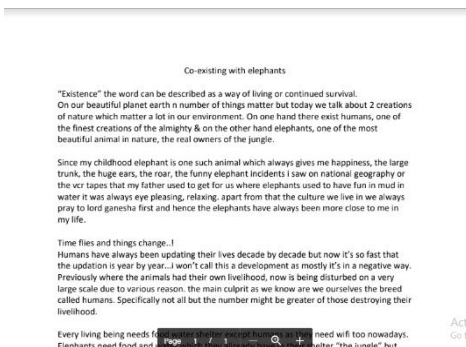 Co-existing with elephants
"Existence" the word can be described as a way of living or continued survival.
On our beautiful planet earth n number of things matter but today we talk about 2 creations
of nature which matter a lot in our environment. On one hand there exist humans, one of
the finest creations of the almighty & on the other hand elephants, one of the most
beautiful animal in nature, the real owners of the jungle.
Since my childhood elephant is one such animal which always gives me happiness, the large
trunk, the huge ears, the roar, the funny elephant incidents i saw on national geography or
the vcr tapes that my father used to get for us where elephants used to have fun in mud in
water it was always eye pleasing, relaxing. apart from that the culture we live in we always
pray to lord ganesha first and hence the elephants have always been more close to me in
my life.
Time flies and things change..!
Humans have always been updating their lives decade by decade but now it's so fast that
the updation is year by year...i won't call this a development as mostly it's in a negative way.
Previously where the animals had their own livelihood, now is being disturbed on a very
large scale due to various reason. the main culprit as we know are we ourselves the breed
called humans. Specifically not all but the number might be greater of those destroying their
livelihood.
Every living being needs food water shelter except humans as they need wifi too nowadays.
Elephants need food and shelter "the jungle" but
Page